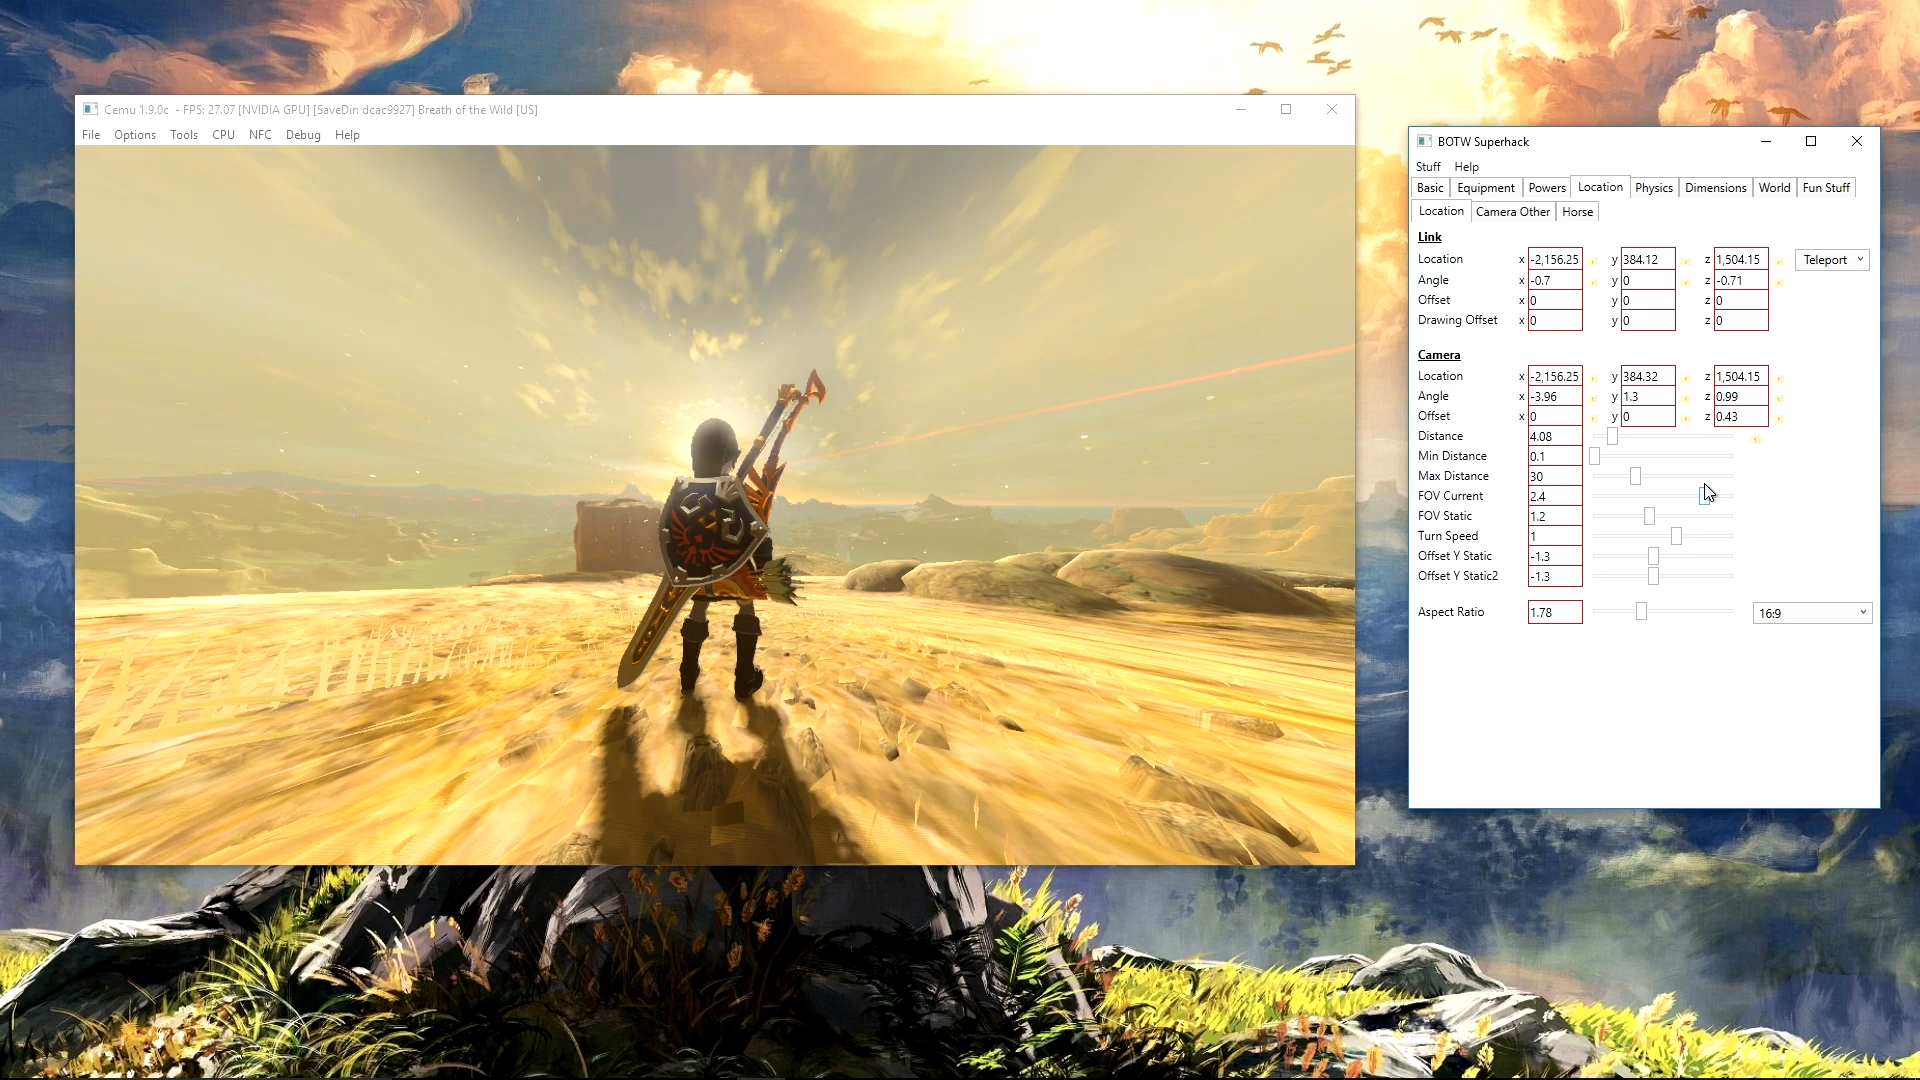 Cemu 1.9.0c - FPS: 27.07 [NVIDIA GPU] [SaveDir: dcac9927] Breath of the Wild [US]
File Options Tools CPU NFC Debug Help
BOTW Superhack
Stuff Help
Basic Equipment Powers Location Physics Dimensions World Fun Stuff
Location Camera Other Horse
Link
Location x -2,156.25 y 384.12 z 1,504.15 Teleport
Angle x -0.7 y 0 z -0.71
Offset x 0 y 0 z 0
Drawing Offset x 0 y 0 z 0
Camera
Location x -2,156.25 y 384.32 z 1,504.15
Angle x -3.96 y 1.3 z 0.99
Offset x 0 y 0 z 0.43
Distance 4.08
Min Distance 0.1
Max Distance 30
FOV Current 2.4
FOV Static 1.2
Turn Speed 1
Offset Y Static -1.3
Offset Y Static2 -1.3
Aspect Ratio 1.78 16:9